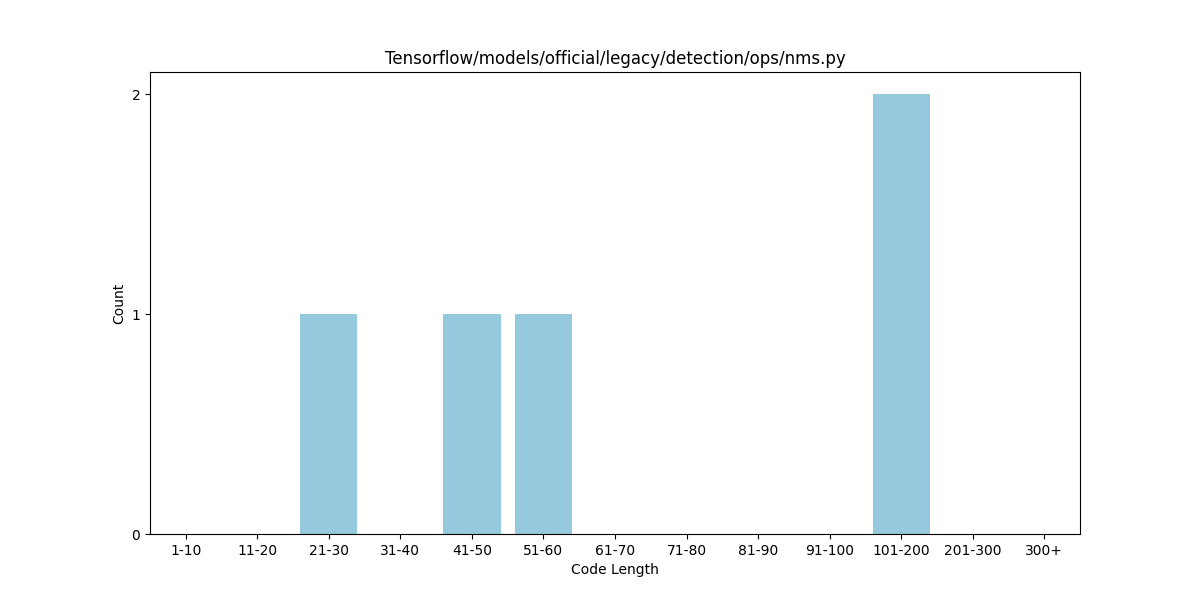 Tensorflow/models/official/legacy/detection/ops/nms.py
2
1
0
Count
1-10 11-20 21-30 31-40 41-50 51-60 61-70 71-80 81-90 91-100 101-200 201-300 300+
Code Length